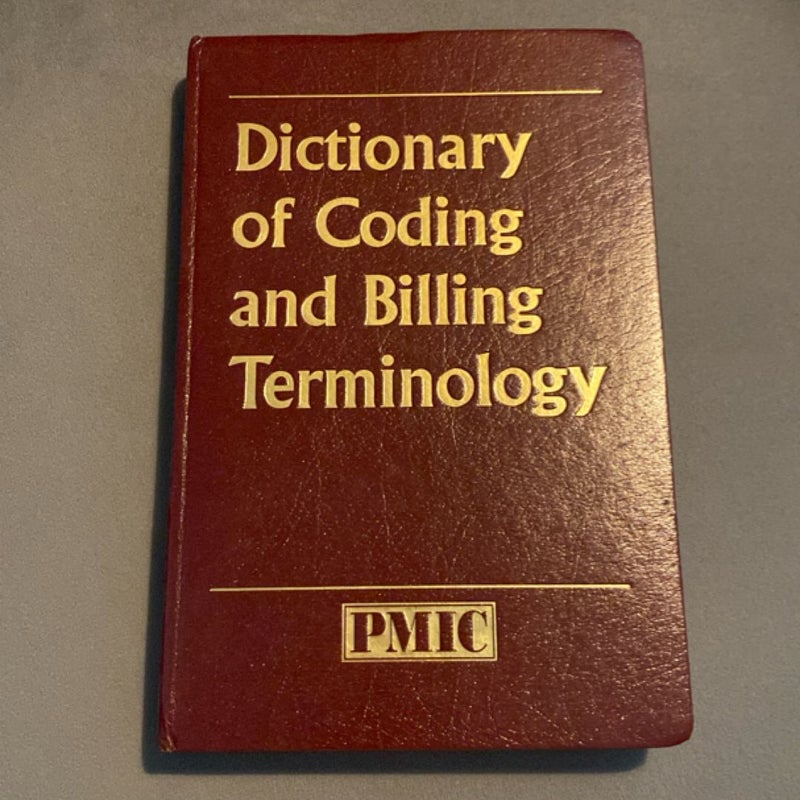 Dictionary
of Coding
and Billing
Terminology
PMIC